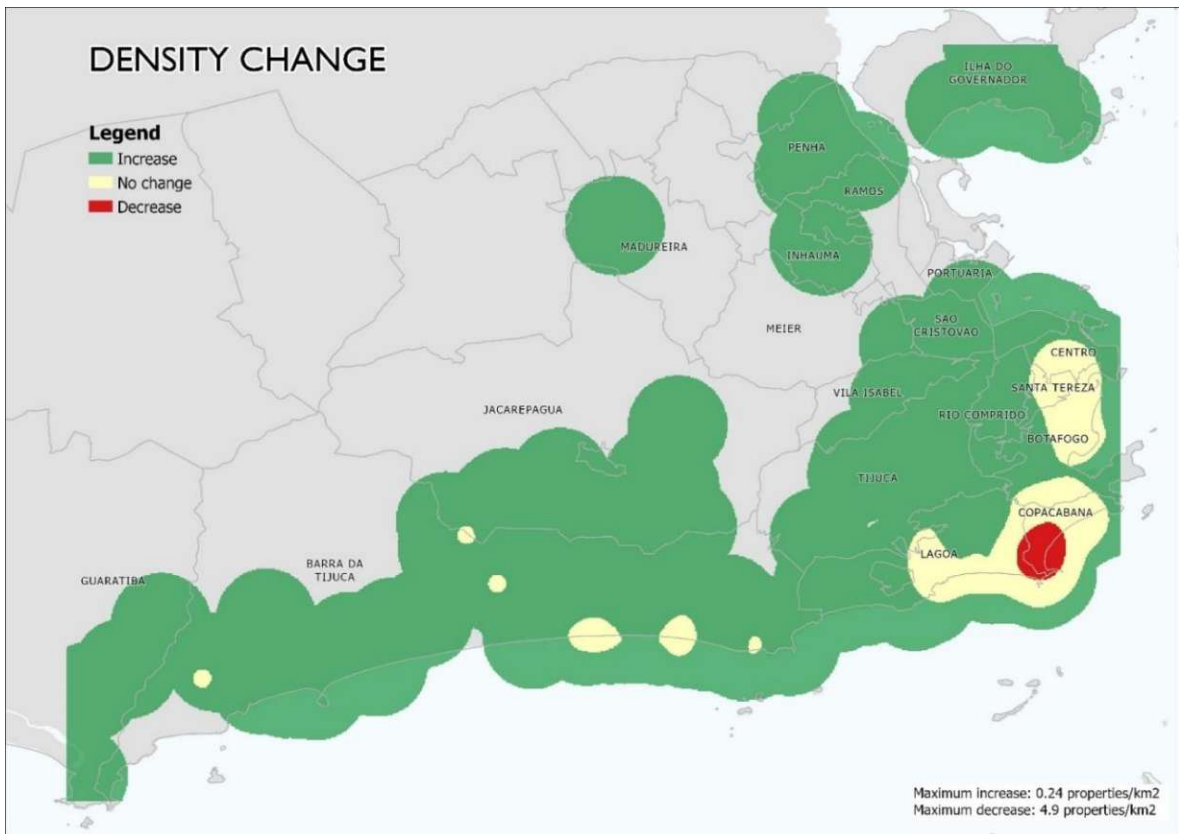 DENSITY CHANGE
Legend
Increase
No change
Decrease
ILHA DO
GOVERNADOR
PENHA
RAMOS
MADUREIRA
INHAUMA
PORTUARIA
SAO
CRISTOVAO
MEIER
CENTRO
SANTA TEREZA
VILA ISABEL
RIO COMPRIDO
JACAREPAGUA
BOTAFOGO
TIJUCA
COPACABANA
LAGOA
BARRA DA
TIJUCA
GUARATIBA
Maximum increase: 0.24 properties/km2
Maximum decrease: 4.9 properties/km2